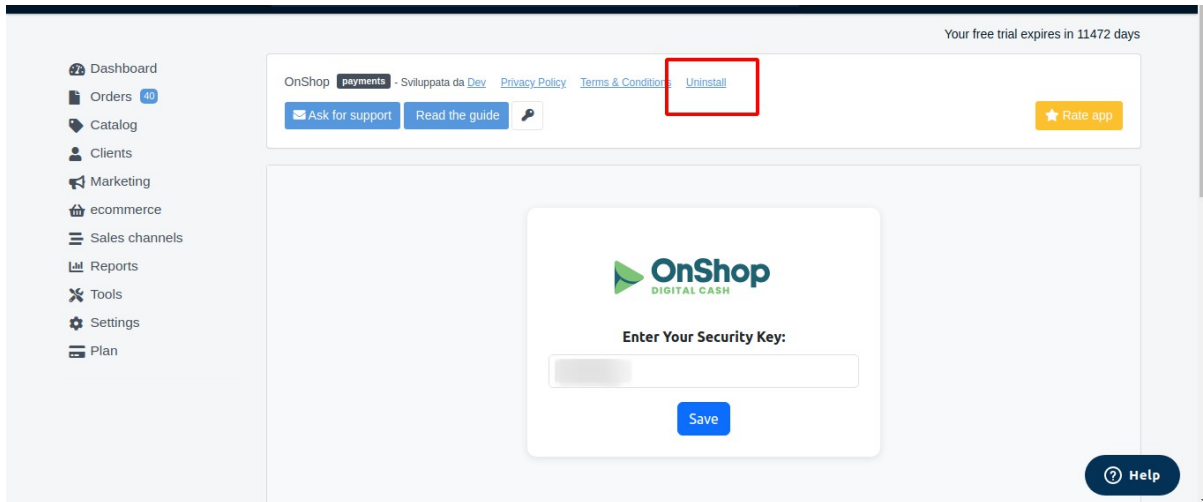 Your free trial expires in 11472 days
Dashboard
Orders 40
Catalog
Clients
Marketing
ecommerce
Sales channels
Reports
Tools
Settings
Plan
OnShop payments - Sviluppata da Dev Privacy Policy Terms & Conditions Uninstall
Ask for support Read the guide Rate app
OnShop
DIGITAL CASH
Enter Your Security Key:
Save
Help